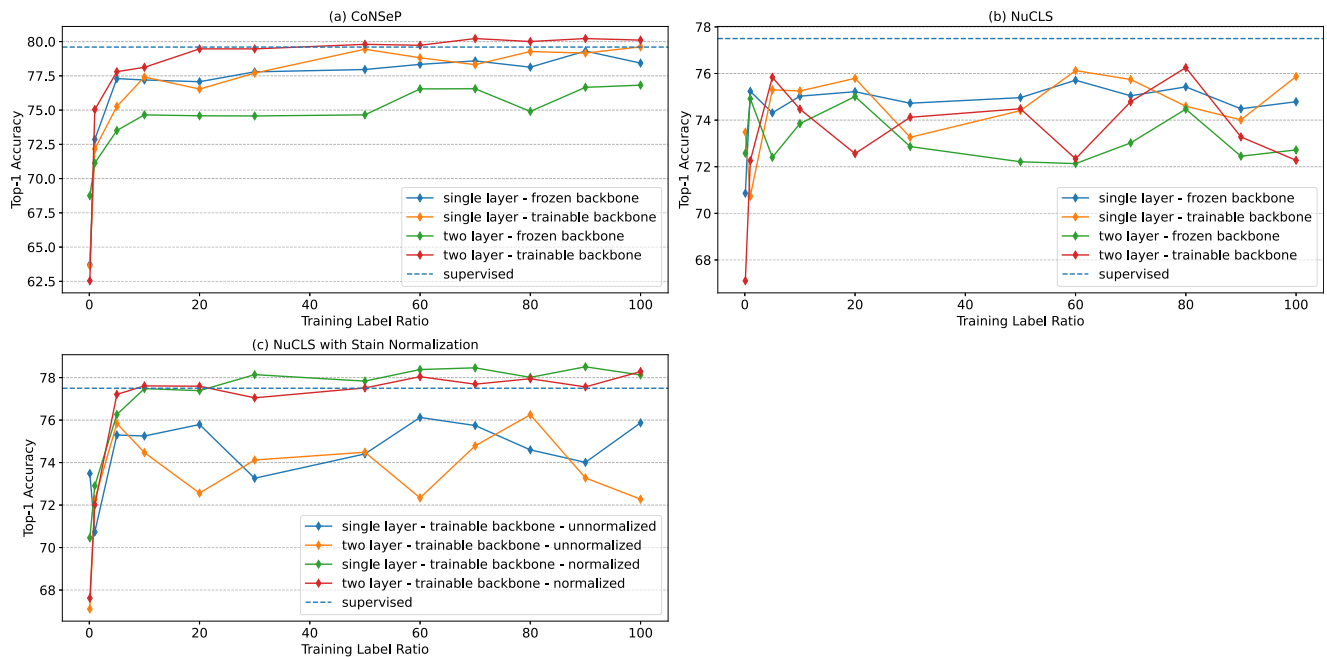 (a) CoNSeP
Top-1 Accuracy
80.0
77.5
75.0
72.5
70.0
67.5
65.0
62.5
single layer - frozen backbone
single layer - trainable backbone
two layer - frozen backbone
two layer - trainable backbone
supervised
0 20 40 60 80 100
Training Label Ratio
(b) NuCLS
Top-1 Accuracy
78
76
74
72
70
68
single layer - frozen backbone
single layer - trainable backbone
two layer - frozen backbone
two layer - trainable backbone
supervised
0 20 40 60 80 100
Training Label Ratio
(c) NuCLS with Stain Normalization
Top-1 Accuracy
78
76
74
72
70
68
single layer - trainable backbone - unnormalized
two layer - trainable backbone - unnormalized
single layer - trainable backbone - normalized
two layer - trainable backbone - normalized
supervised
0 20 40 60 80 100
Training Label Ratio